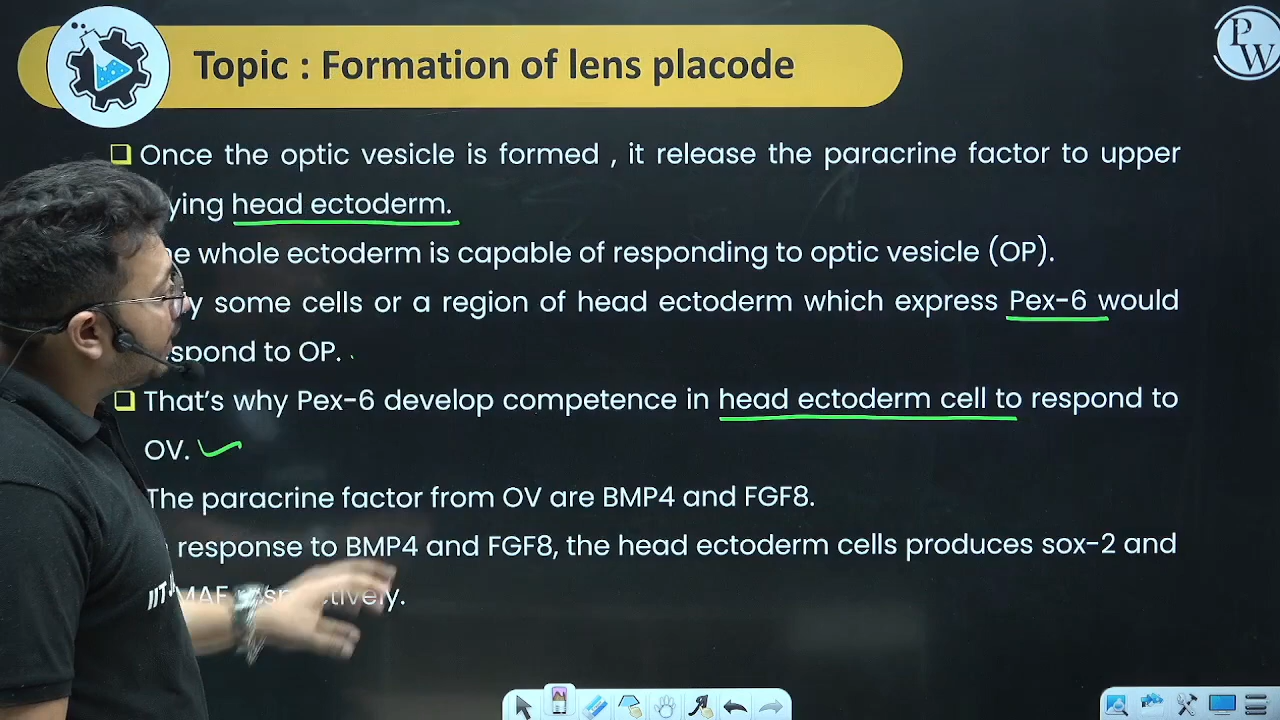 Topic : Formation of lens placode
PW
Once the optic vesicle is formed , it release the paracrine factor to upper
head ectoderm.
whole ectoderm is capable of responding to optic vesicle (OP).
some cells or a region of head ectoderm which express Pex-6 would
to OP.
That's why Pex-6 develop competence in head ectoderm cell to respond to
OV.
The paracrine factor from OV are BMP4 and FGF8.
response to BMP4 and FGF8, the head ectoderm cells produces sox-2 and
MAF respectively.
IIT